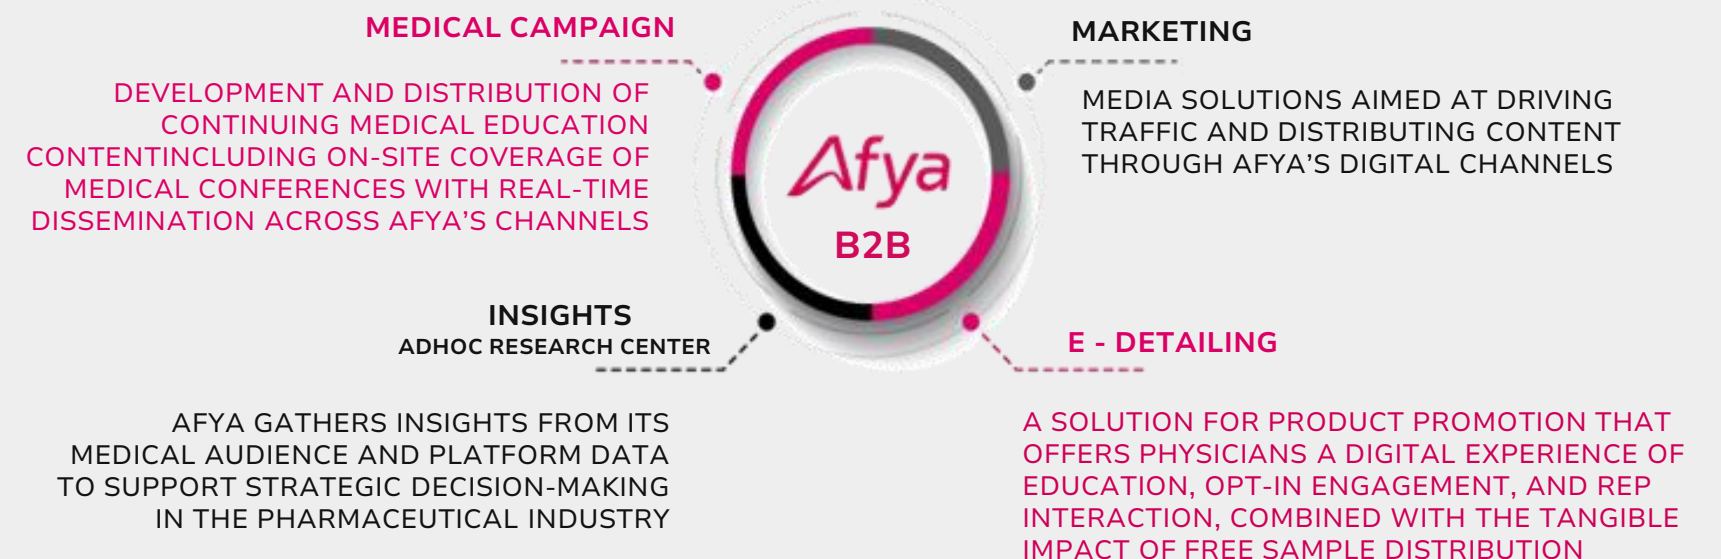 MEDICAL CAMPAIGN
DEVELOPMENT AND DISTRIBUTION OF
CONTINUING MEDICAL EDUCATION
CONTENTINCLUDING ON-SITE COVERAGE OF
MEDICAL CONFERENCES WITH REAL-TIME
DISSEMINATION ACROSS AFYA’S CHANNELS
Afya
B2B
MARKETING
MEDIA SOLUTIONS AIMED AT DRIVING
TRAFFIC AND DISTRIBUTING CONTENT
THROUGH AFYA’S DIGITAL CHANNELS
INSIGHTS
ADHOC RESEARCH CENTER
AFYA GATHERS INSIGHTS FROM ITS
MEDICAL AUDIENCE AND PLATFORM DATA
TO SUPPORT STRATEGIC DECISION-MAKING
IN THE PHARMACEUTICAL INDUSTRY
E - DETAILING
A SOLUTION FOR PRODUCT PROMOTION THAT
OFFERS PHYSICIANS A DIGITAL EXPERIENCE OF
EDUCATION, OPT-IN ENGAGEMENT, AND REP
INTERACTION, COMBINED WITH THE TANGIBLE
IMPACT OF FREE SAMPLE DISTRIBUTION